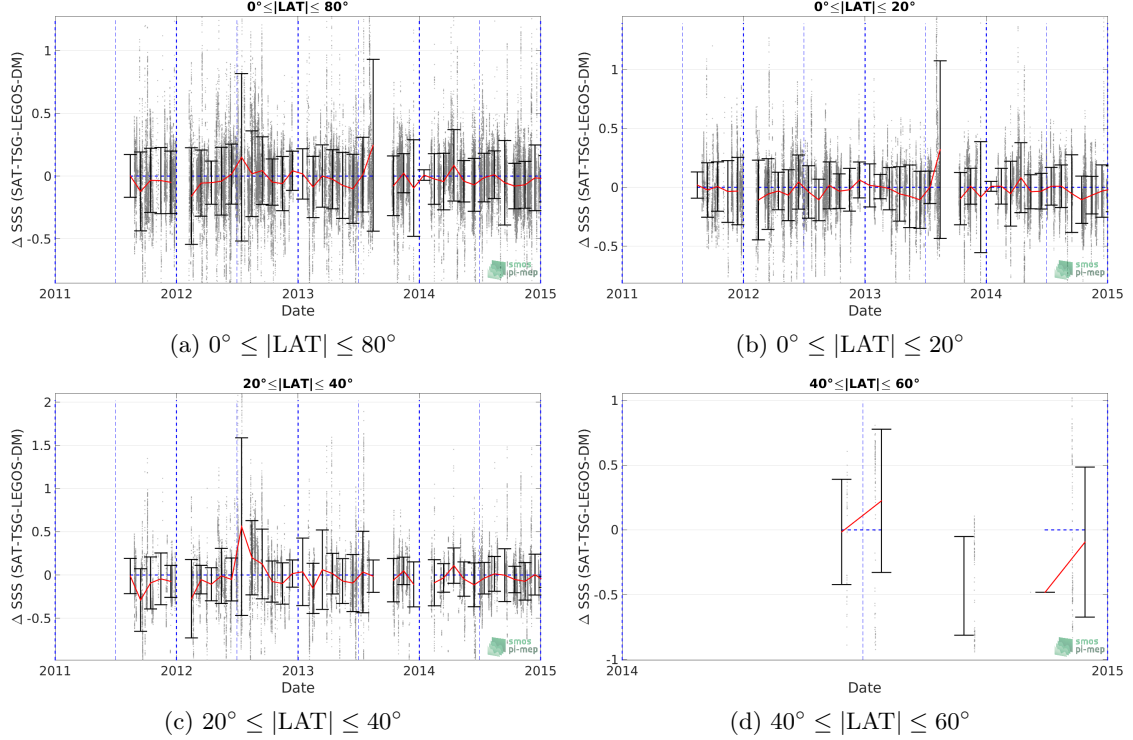 0°≤|LAT|≤ 80°
Δ SSS (SAT-TSG-LEGOS-DM)
1
0.5
0
-0.5
smos
pi-mep
2011 2012 2013 2014 2015
Date
(a) 0° ≤ |LAT| ≤ 80°
0°≤|LAT|≤ 20°
Δ SSS (SAT-TSG-LEGOS-DM)
1
0.5
0
-0.5
smos
pi-mep
2011 2012 2013 2014 2015
Date
(b) 0° ≤ |LAT| ≤ 20°
20°≤|LAT|≤ 40°
Δ SSS (SAT-TSG-LEGOS-DM)
2
1.5
1
0.5
0
-0.5
smos
pi-mep
2011 2012 2013 2014 2015
Date
(c) 20° ≤ |LAT| ≤ 40°
40°≤|LAT|≤ 60°
Δ SSS (SAT-TSG-LEGOS-DM)
1
0.5
0
-0.5
-1
smos
pi-mep
2014 2015
Date
(d) 40° ≤ |LAT| ≤ 60°